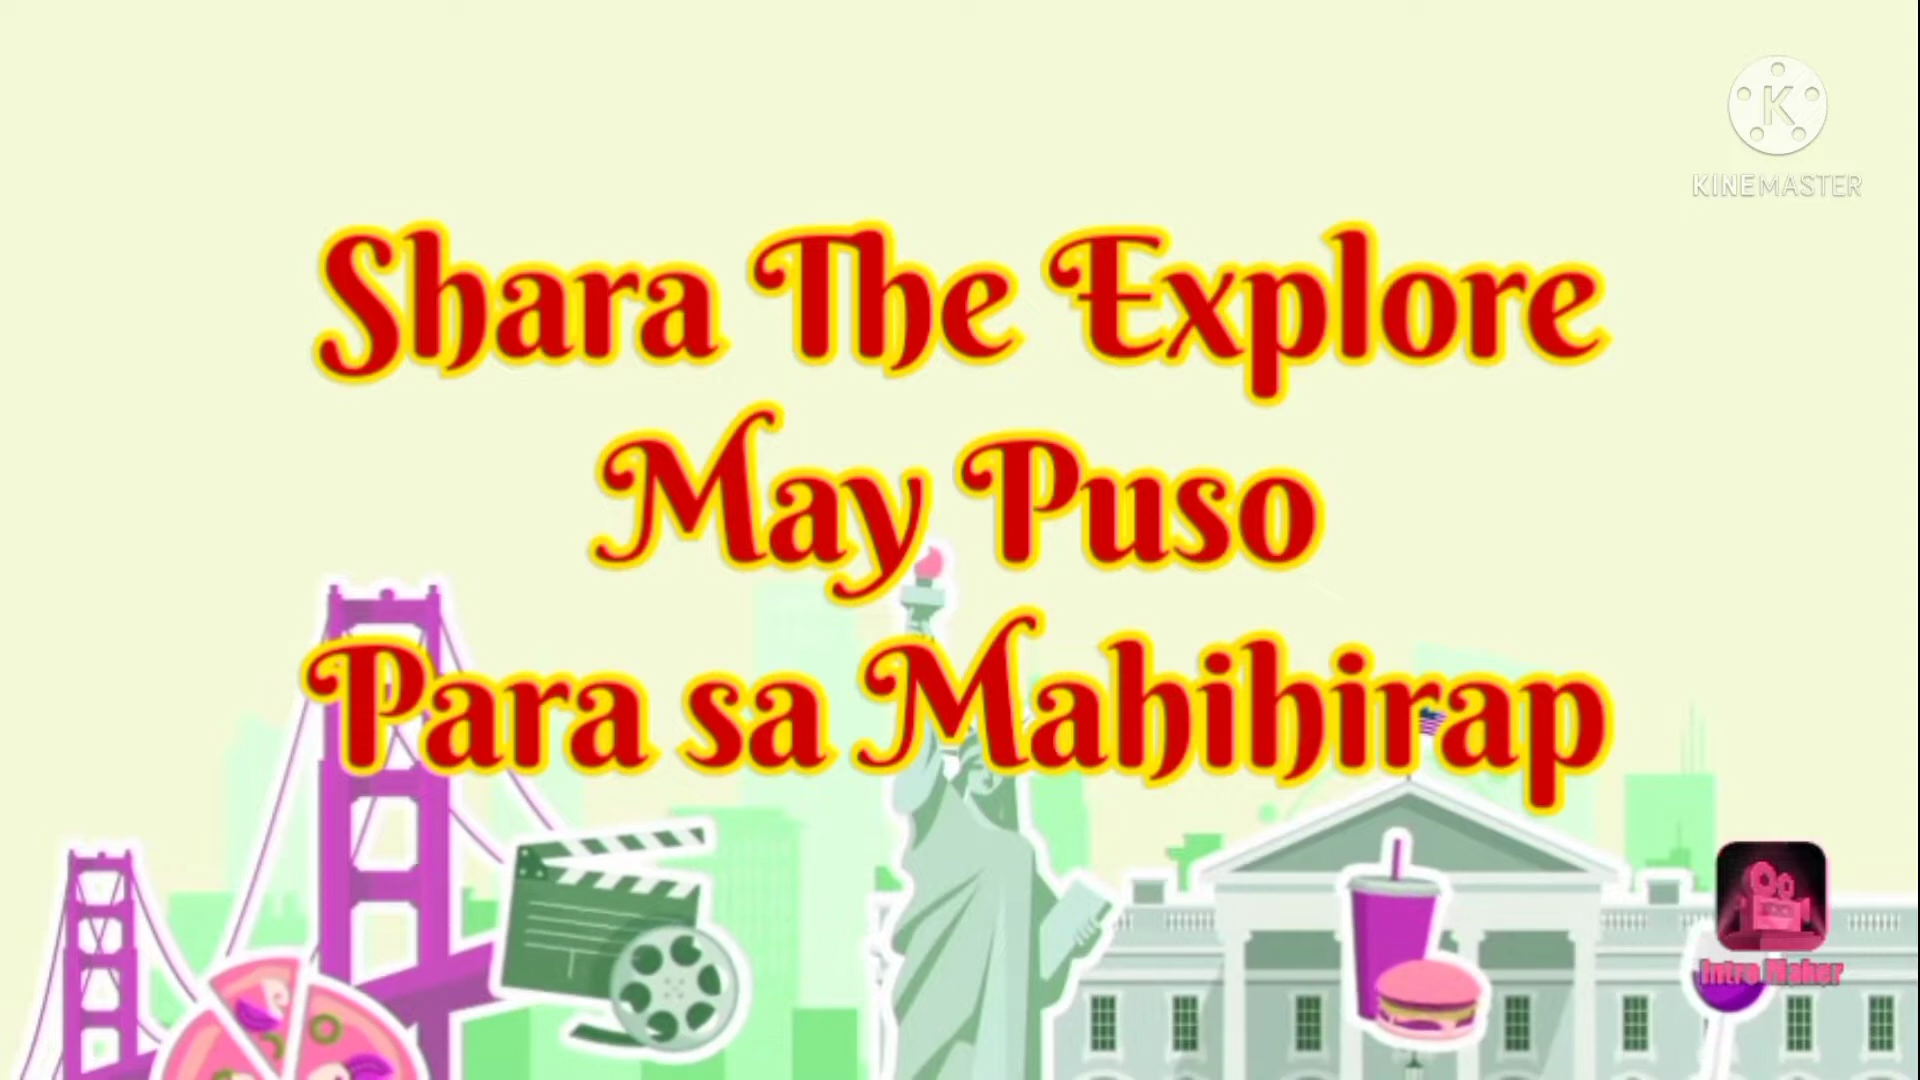 KINEMASTER
Shara The Explore
May Puso
Para sa Mahihirap
Intro Maker